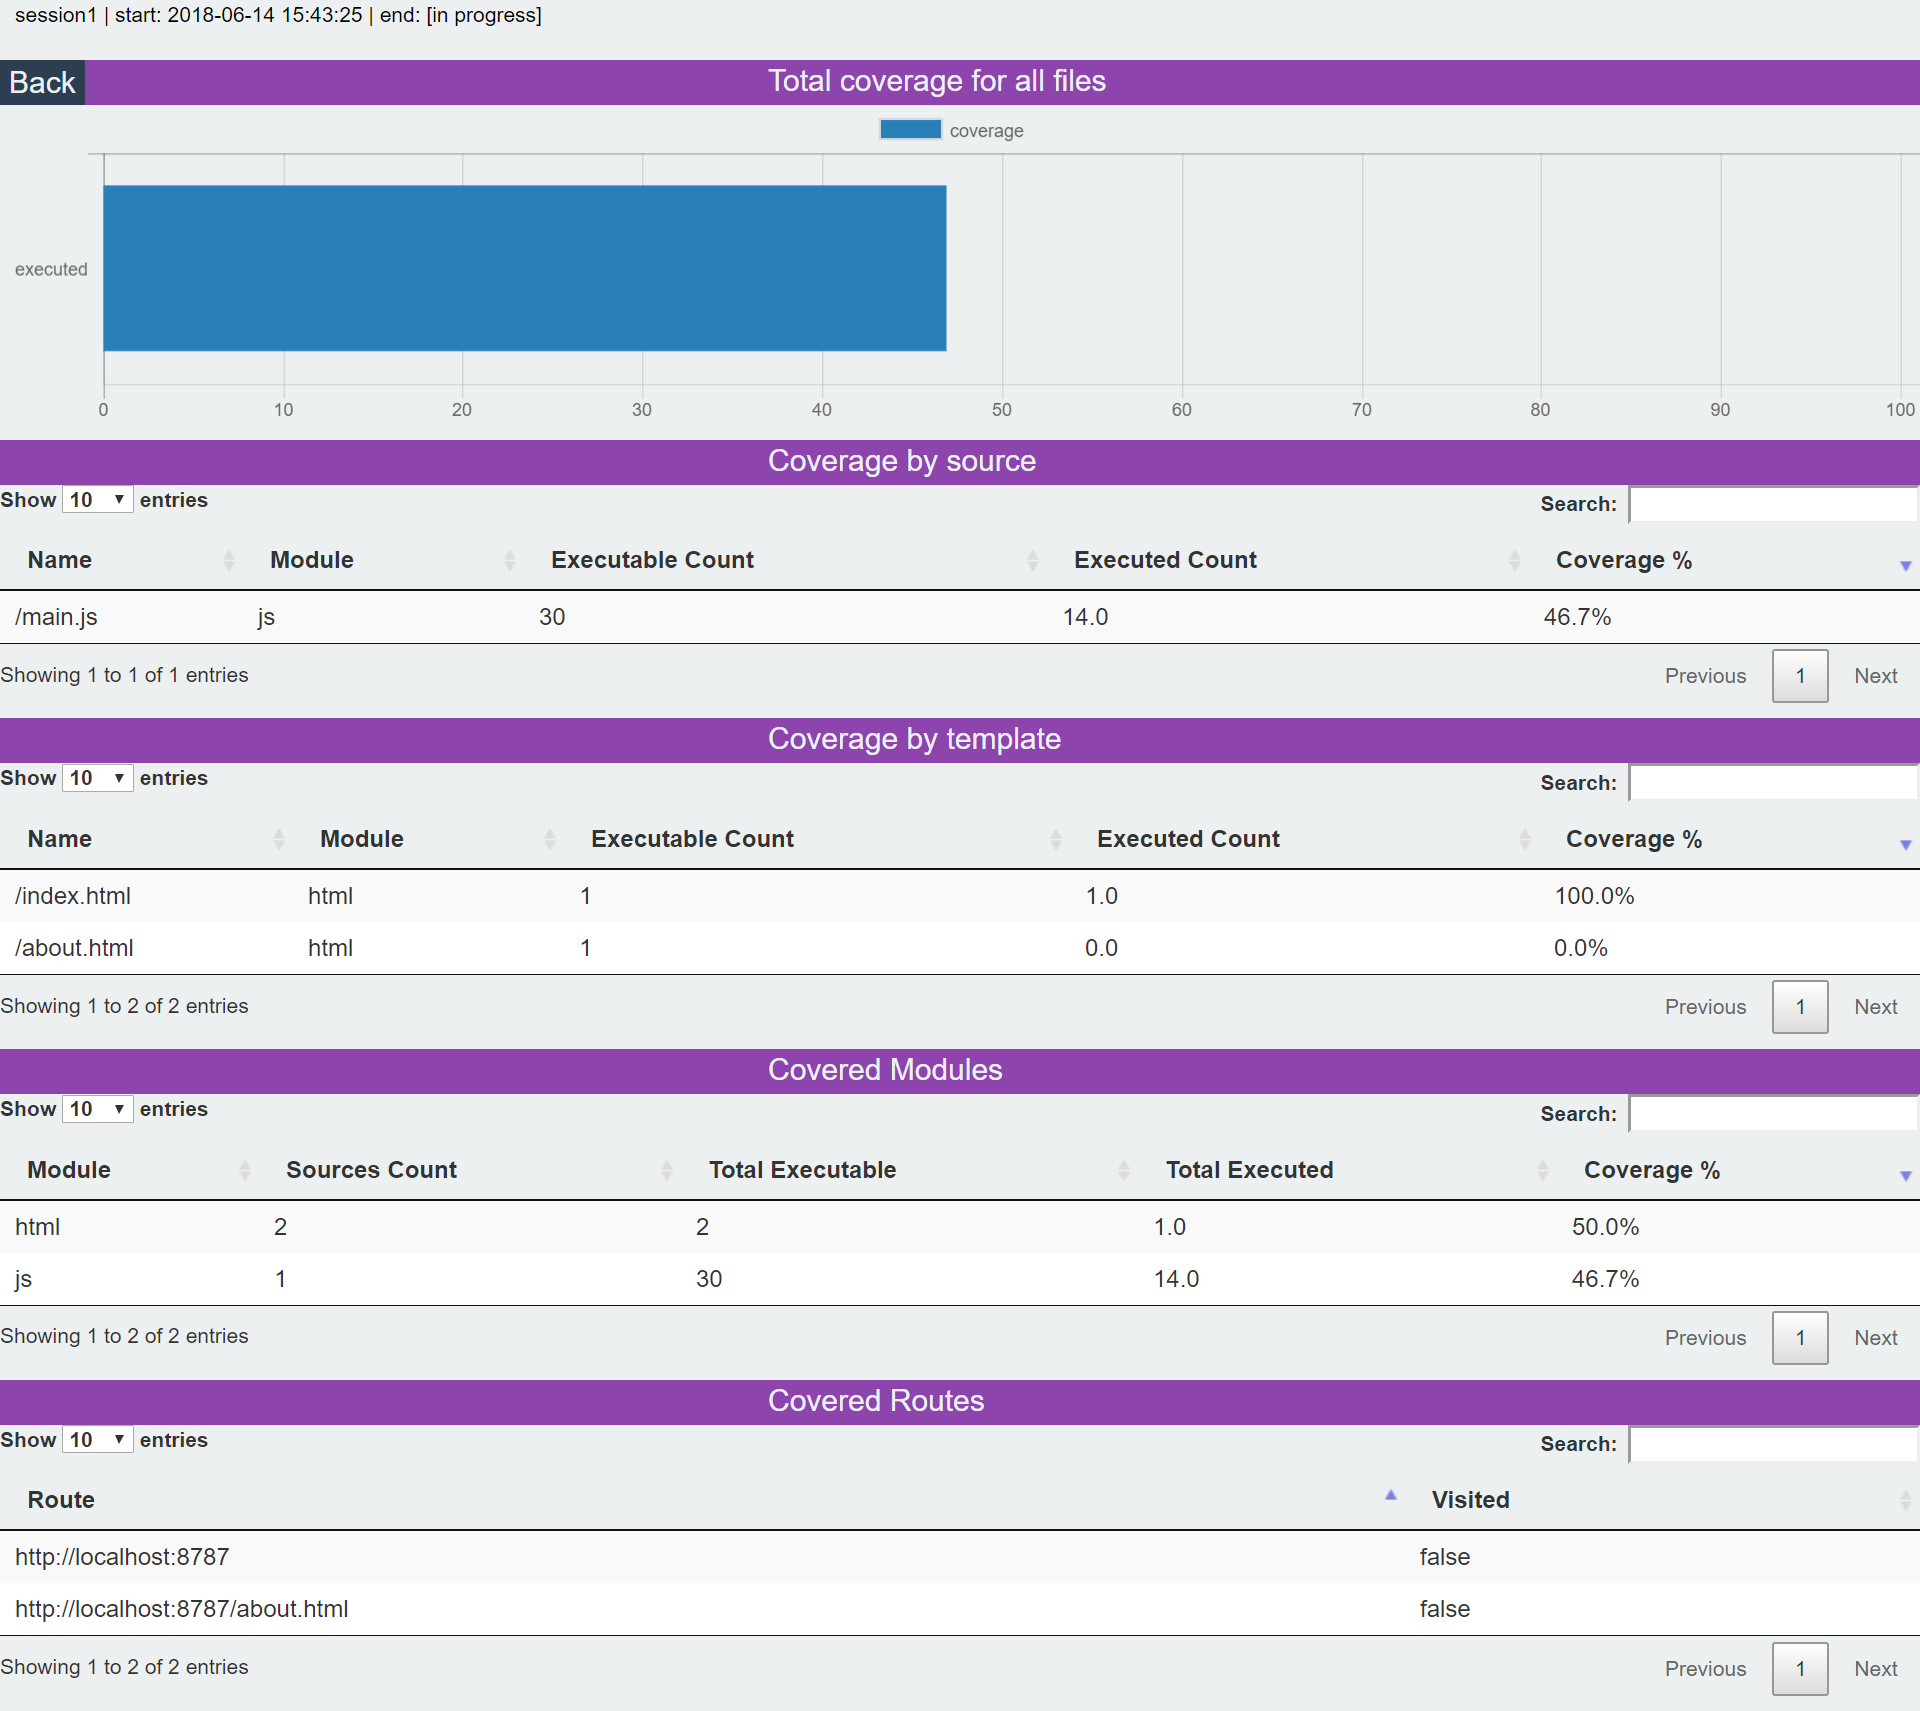 session1 | start: 2018-06-14 15:43:25 | end: [in progress]
Back Total coverage for all files
coverage
executed
0 10 20 30 40 50 60 70 80 90 100
Coverage by source
Show 10 entries Search:
Name Module Executable Count Executed Count Coverage %
/main.js js 30 14.0 46.7%
Showing 1 to 1 of 1 entries Previous 1 Next
Coverage by template
Show 10 entries Search:
Name Module Executable Count Executed Count Coverage %
/index.html html 1 1.0 100.0%
/about.html html 1 0.0 0.0%
Showing 1 to 2 of 2 entries Previous 1 Next
Covered Modules
Show 10 entries Search:
Module Sources Count Total Executable Total Executed Coverage %
html 2 2 1.0 50.0%
js 1 30 14.0 46.7%
Showing 1 to 2 of 2 entries Previous 1 Next
Covered Routes
Show 10 entries Search:
Route Visited
http://localhost:8787 false
http://localhost:8787/about.html false
Showing 1 to 2 of 2 entries Previous 1 Next